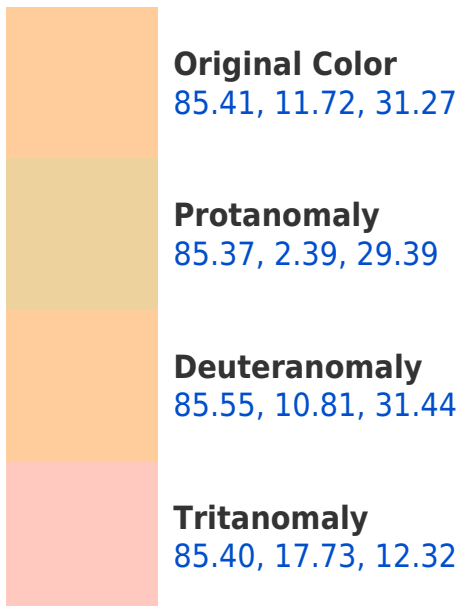 Original Color
85.41, 11.72, 31.27
Protanomaly
85.37, 2.39, 29.39
Deuteranomaly
85.55, 10.81, 31.44
Tritanomaly
85.40, 17.73, 12.32